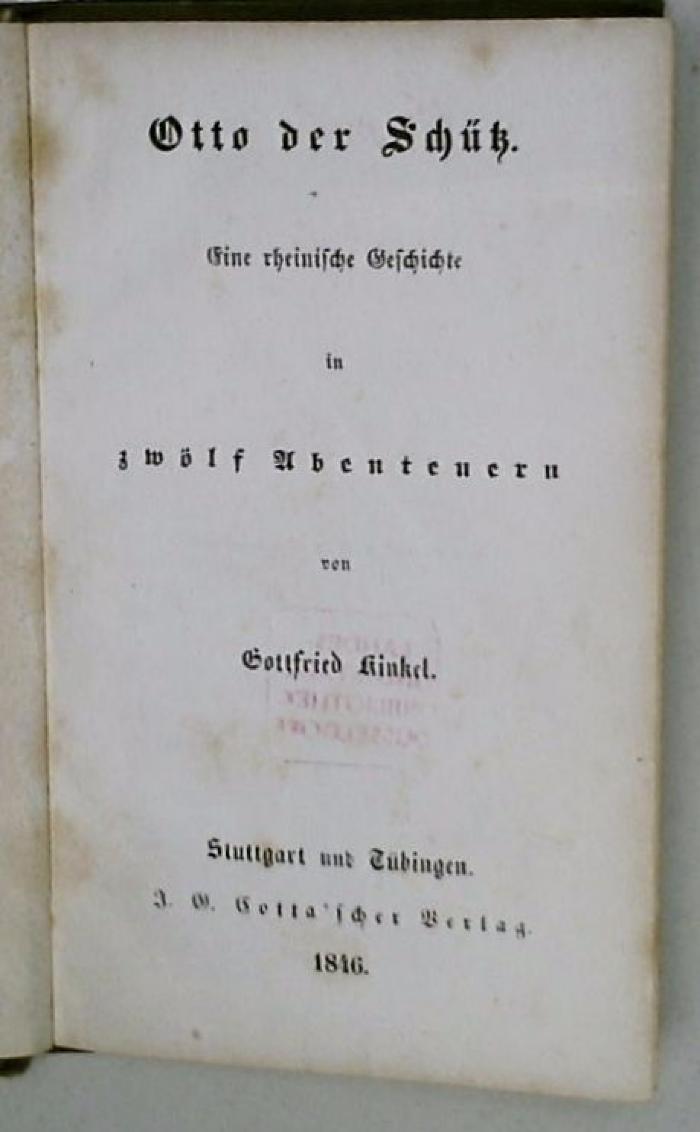 Otto der Schütz.
Eine rheinische Geschichte
in
zwölf Abenteuern
von
Gottfried Kinkel.
Stuttgart und Tübingen.
J. G. Cotta'scher Verlag.
1846.